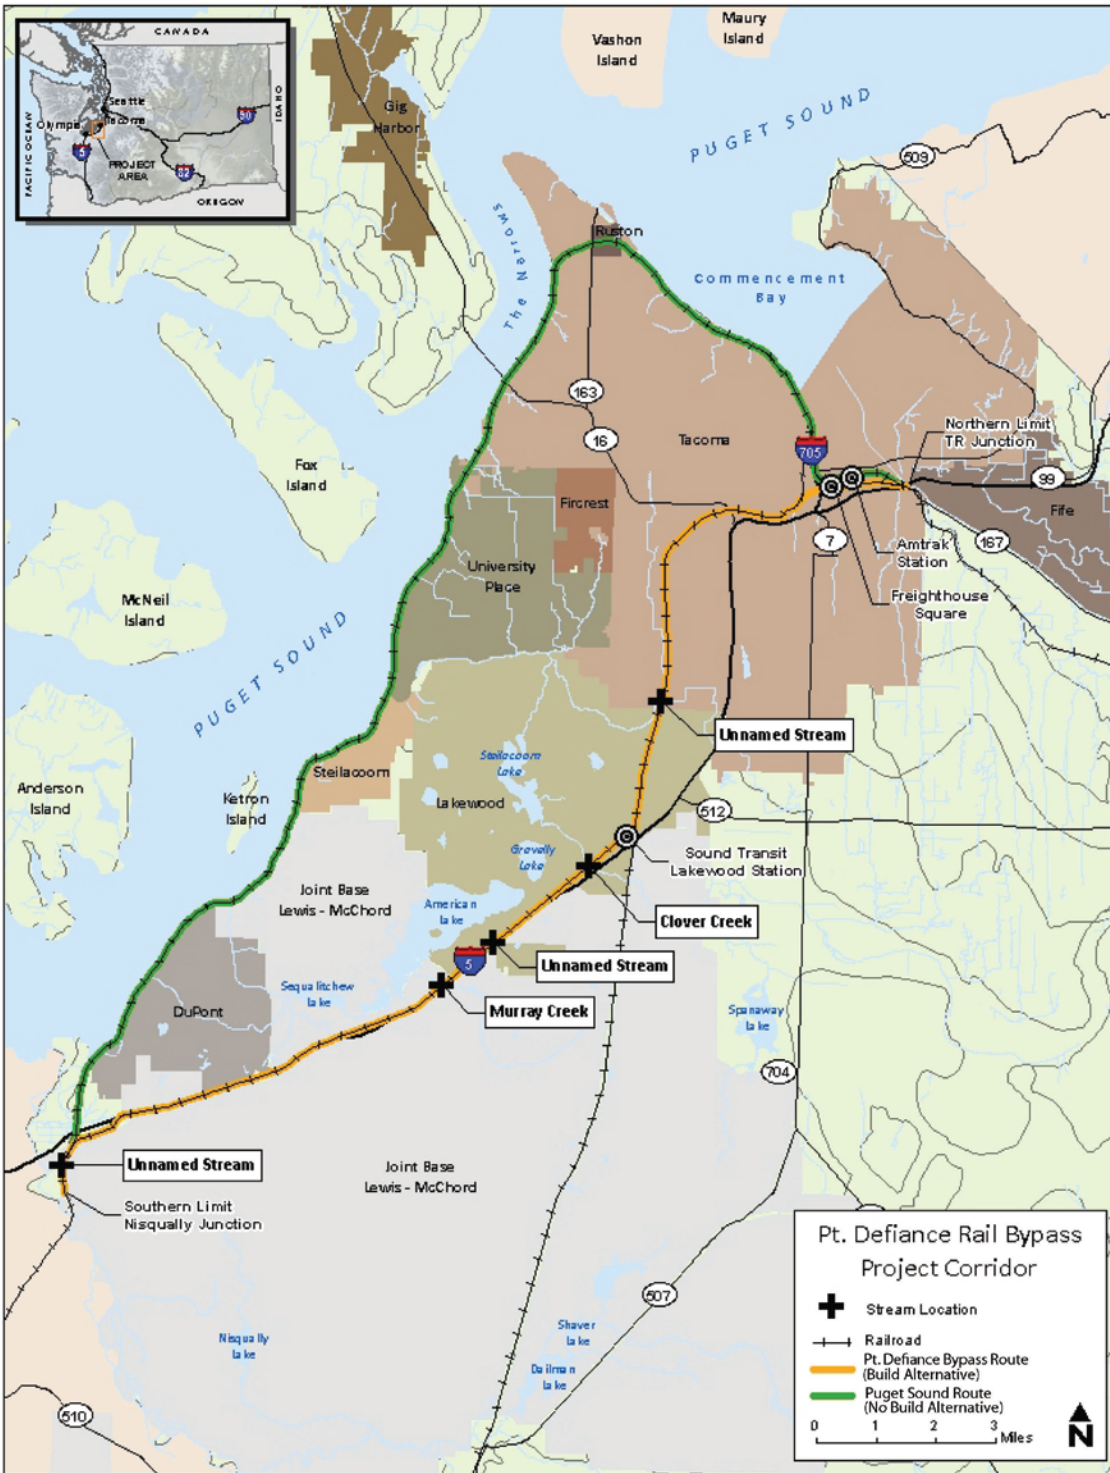 CANADA
PACIFIC OCEAN
Seattle
Tacoma
Olympia
90
5
82
IDAHO
PROJECT
AREA
OREGON
Gig
Harbor
Vashon
Island
Maury
Island
PUGET SOUND
509
The Narrows
Ruston
Commencement
Bay
163
16
Tacoma
705
Northern Limit
TR Junction
99
Fife
167
7
Amtrak
Station
Freighthouse
Square
Fox
Island
Fircrest
University
Place
McNeil
Island
PUGET SOUND
Unnamed Stream
Steilacoom
Lake
Steilacoom
Lakewood
Anderson
Island
Ketron
Island
512
Gravelly
Lake
Sound Transit
Lakewood Station
Joint Base
Lewis - McChord
American
Lake
Clover Creek
5
Unnamed Stream
Sequalitchew
Lake
Murray Creek
DuPont
Spanaway
Lake
704
Unnamed Stream
Joint Base
Lewis - McChord
Southern Limit
Nisqually Junction
507
Nisqually
Lake
Shaver
Lake
Dailman
Lake
510
Pt. Defiance Rail Bypass
Project Corridor
Stream Location
Railroad
Pt. Defiance Bypass Route
(Build Alternative)
Puget Sound Route
(No Build Alternative)
0 1 2 3
Miles
N